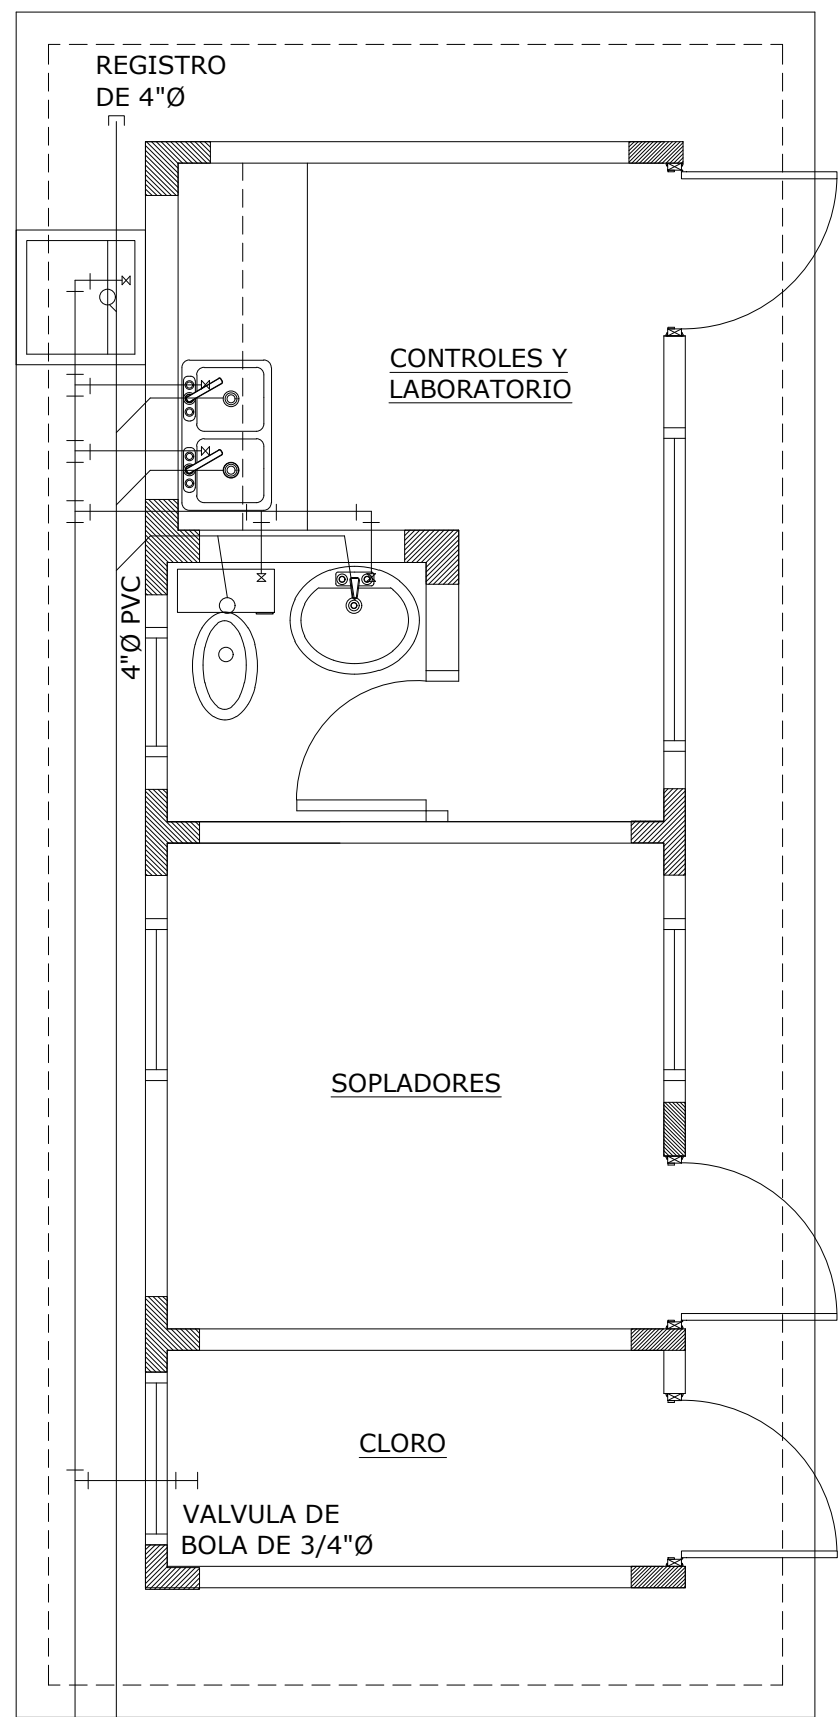 REGISTRO
DE 4"Ø
CONTROLES Y
LABORATORIO
4"Ø PVC
SOPLADORES
CLORO
VALVULA DE
BOLA DE 3/4"Ø